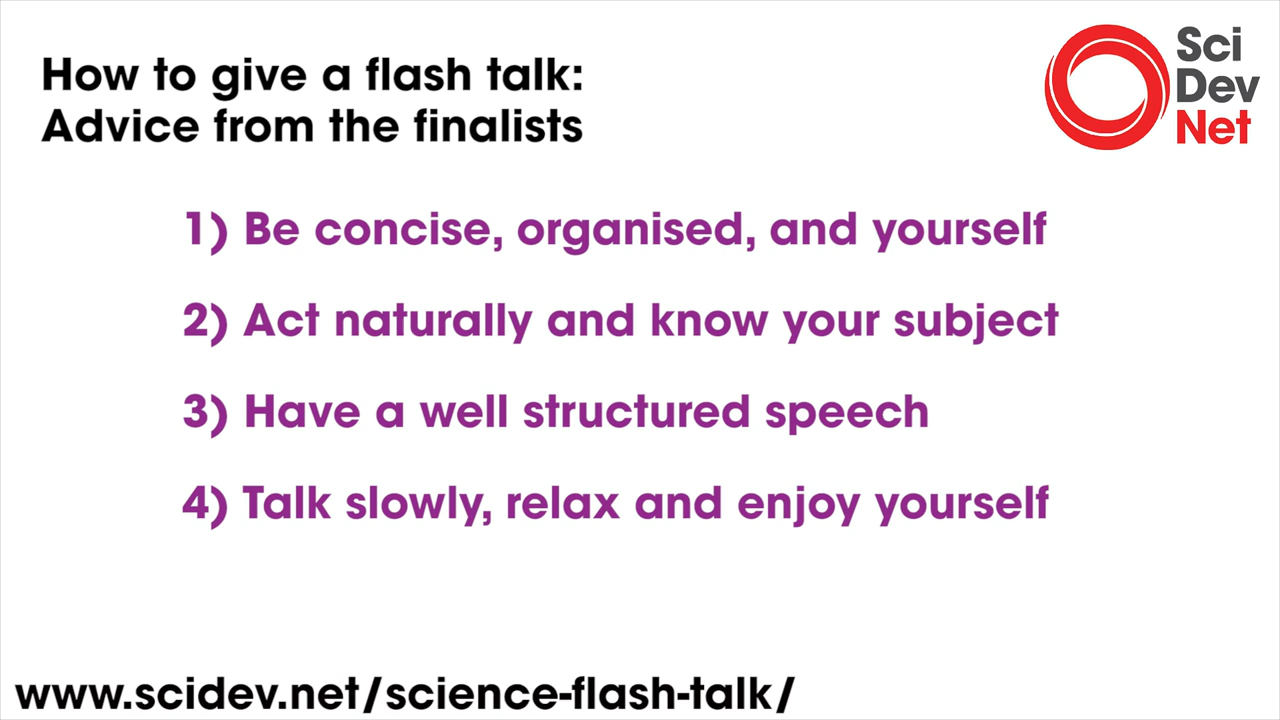 How to give a flash talk:
Advice from the finalists
Sci
Dev
Net
1) Be concise, organised, and yourself
2) Act naturally and know your subject
3) Have a well structured speech
4) Talk slowly, relax and enjoy yourself
www.scidev.net/science-flash-talk/